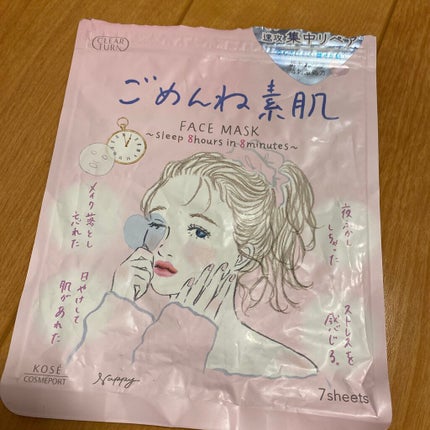 CLEAR
TURN
速攻集中リペア
ごめんね素肌
FACE MASK
~sleep 8hours in 8minutes~
メイク落とし
忘れた
日やけして
肌があれた
夜ふかし
しちゃった
ストレスを
感じる。
KOSÉ
COSMEPORT
7sheets